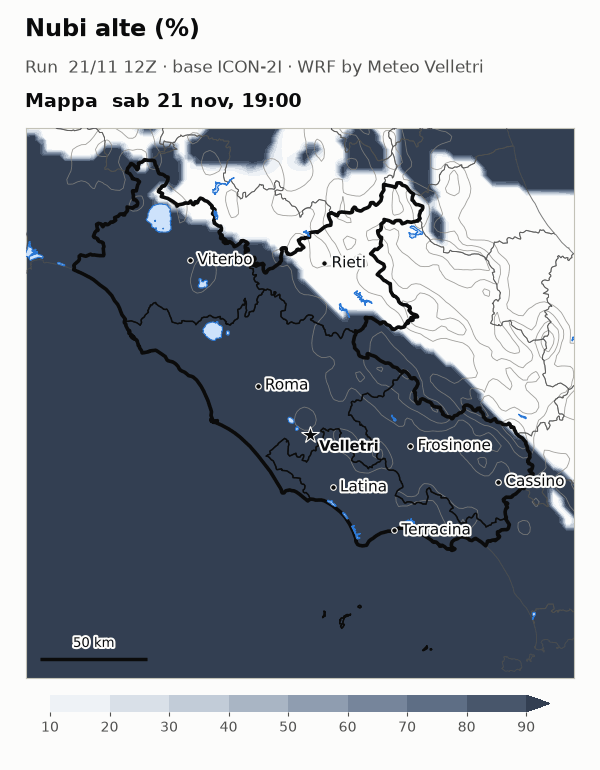 Nubi alte (%)
Run  21/11 12Z · base ICON-2I · WRF by Meteo Velletri
Mappa  sab 21 nov, 19:00
Viterbo
Rieti
Roma
Velletri
Frosinone
Latina
Cassino
Terracina
50 km
10 20 30 40 50 60 70 80 90